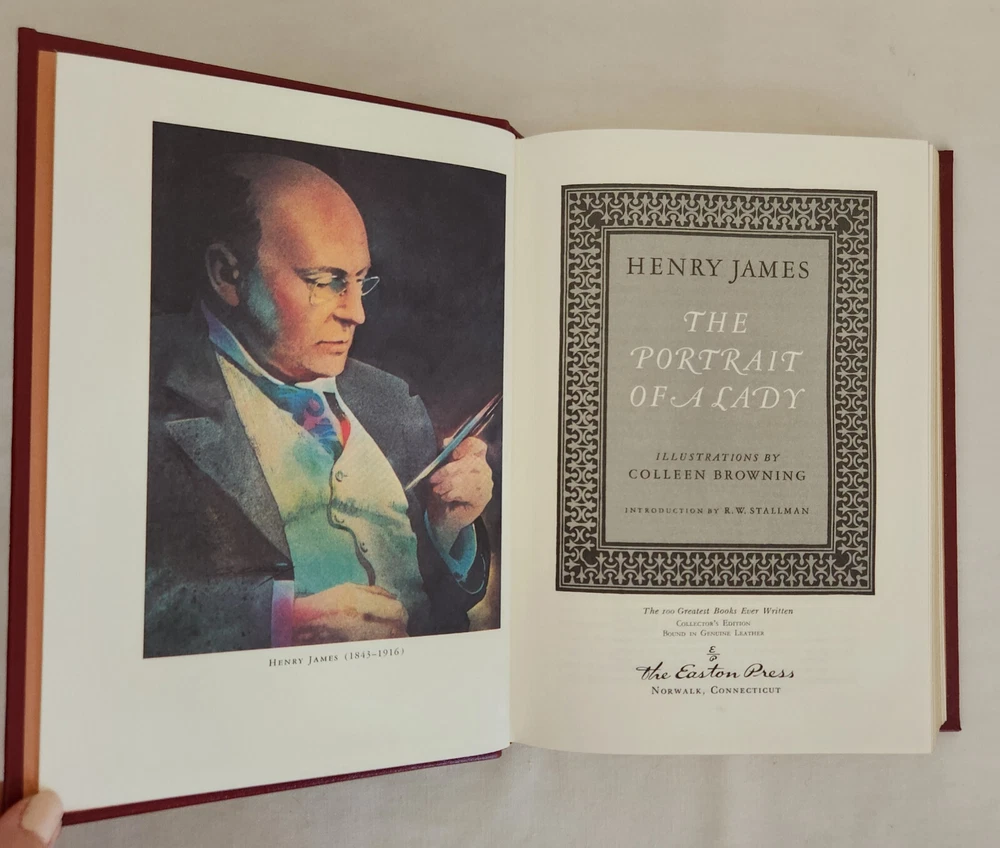 HENRY JAMES (1843–1916)
HENRY JAMES
THE
PORTRAIT
OF A LADY
ILLUSTRATIONS BY
COLLEEN BROWNING
INTRODUCTION BY R. W. STALLMAN
The 100 Greatest Books Ever Written
COLLECTOR'S EDITION
BOUND IN GENUINE LEATHER
E
P
the Easton Press
NORWALK, CONNECTICUT